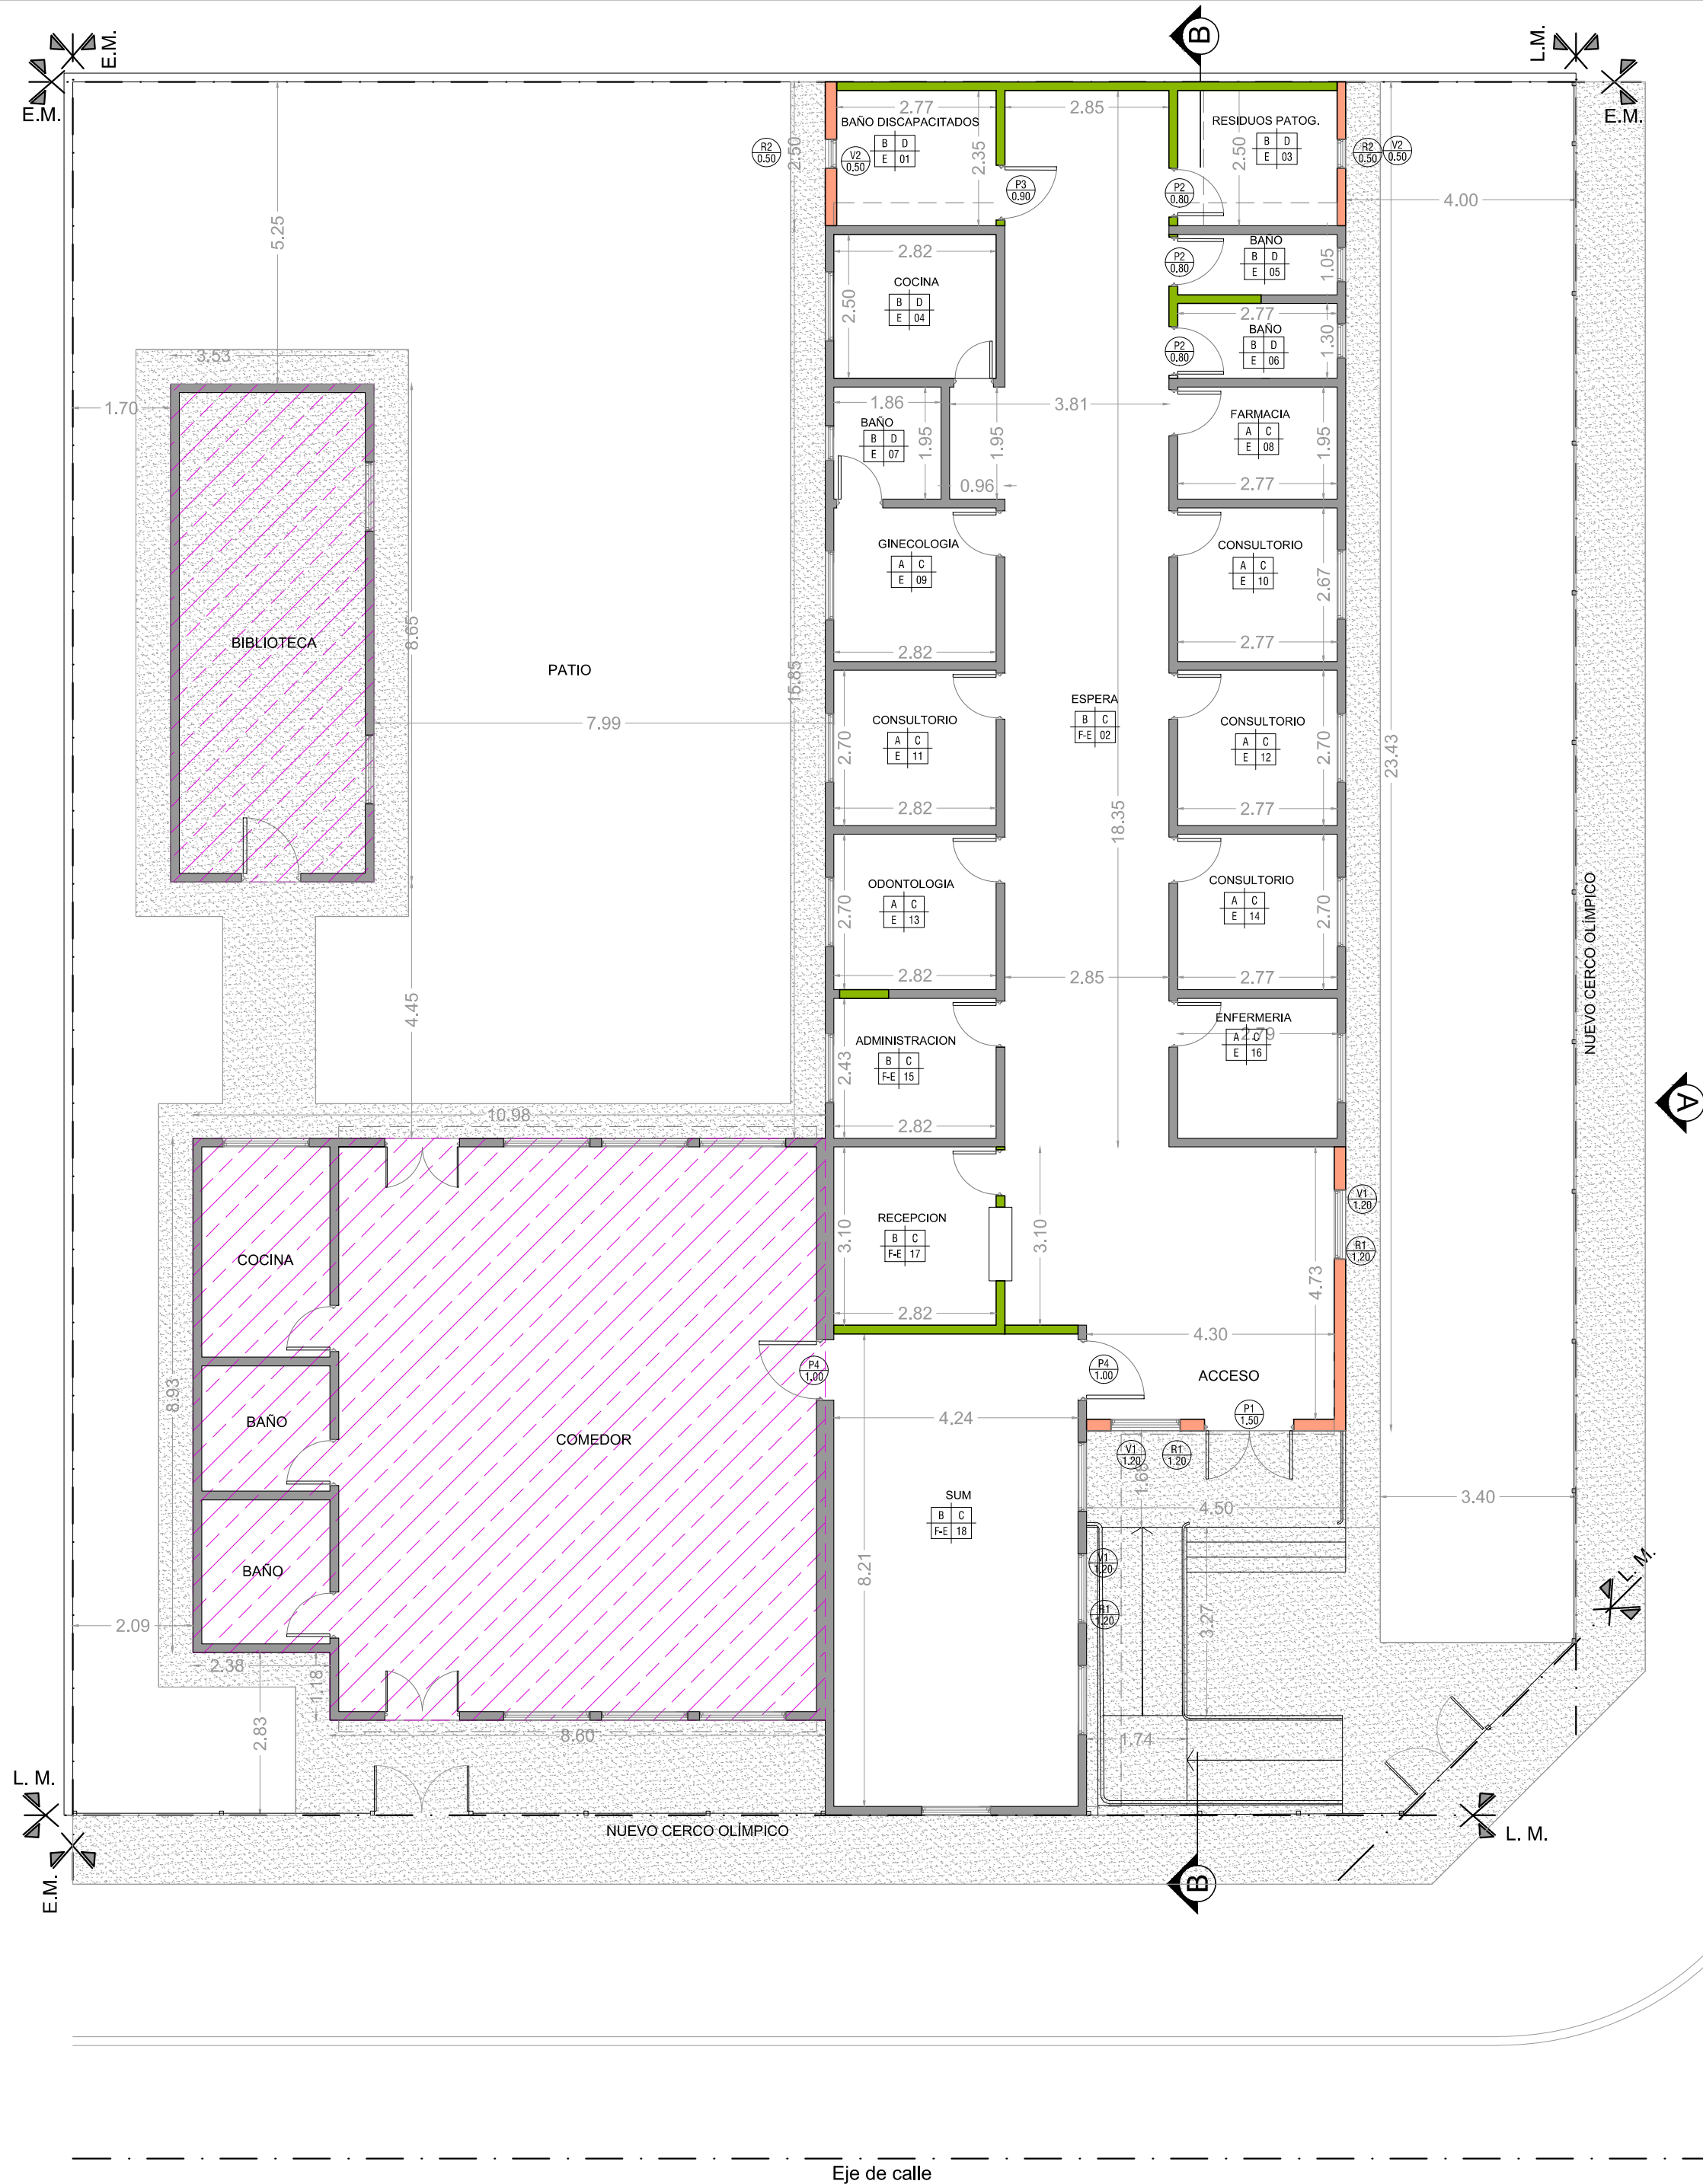 B
E.M.
E.M.
L.M.
E.M.
2.77
2.85
BAÑO DISCAPACITADOS
B D
E 01
RESIDUOS PATOG.
B D
E 03
R2
0.50
2.50
V2
0.50
2.35
2.50
R2
0.50
V2
0.50
P3
0.90
P2
0.80
4.00
5.25
2.82
COCINA
B D
E 04
2.50
P2
0.80
BAÑO
B D
E 05
1.05
2.77
BAÑO
B D
E 06
1.30
P2
0.80
3.53
1.70
1.86
BAÑO
B D
E 07
1.95
1.95
0.96
3.81
FARMACIA
A C
E 08
1.95
2.77
GINECOLOGIA
A C
E 09
2.82
CONSULTORIO
A C
E 10
2.67
2.77
BIBLIOTECA
8.65
PATIO
7.99
15.85
ESPERA
B C
F-E 02
18.35
CONSULTORIO
A C
E 11
2.70
2.82
CONSULTORIO
A C
E 12
2.70
2.77
23.43
ODONTOLOGIA
A C
E 13
2.70
2.82
2.85
CONSULTORIO
A C
E 14
2.70
2.77
NUEVO CERCO OLÍMPICO
4.45
ADMINISTRACION
B C
F-E 15
2.43
2.82
ENFERMERIA
2.79
A C
E 16
A
10.98
RECEPCION
B C
F-E 17
3.10
2.82
3.10
V1
1.20
R1
1.20
4.73
4.30
COCINA
8.93
BAÑO
COMEDOR
P4
1.00
P4
1.00
ACCESO
P1
1.50
4.24
V1
1.20
R1
1.20
1.68
4.50
3.40
SUM
B C
F-E 18
8.21
BAÑO
V1
1.20
R1
1.20
3.27
L. M.
2.09
2.38
1.18
2.83
8.60
1.74
L. M.
E.M.
NUEVO CERCO OLÍMPICO
L. M.
B
Eje de calle